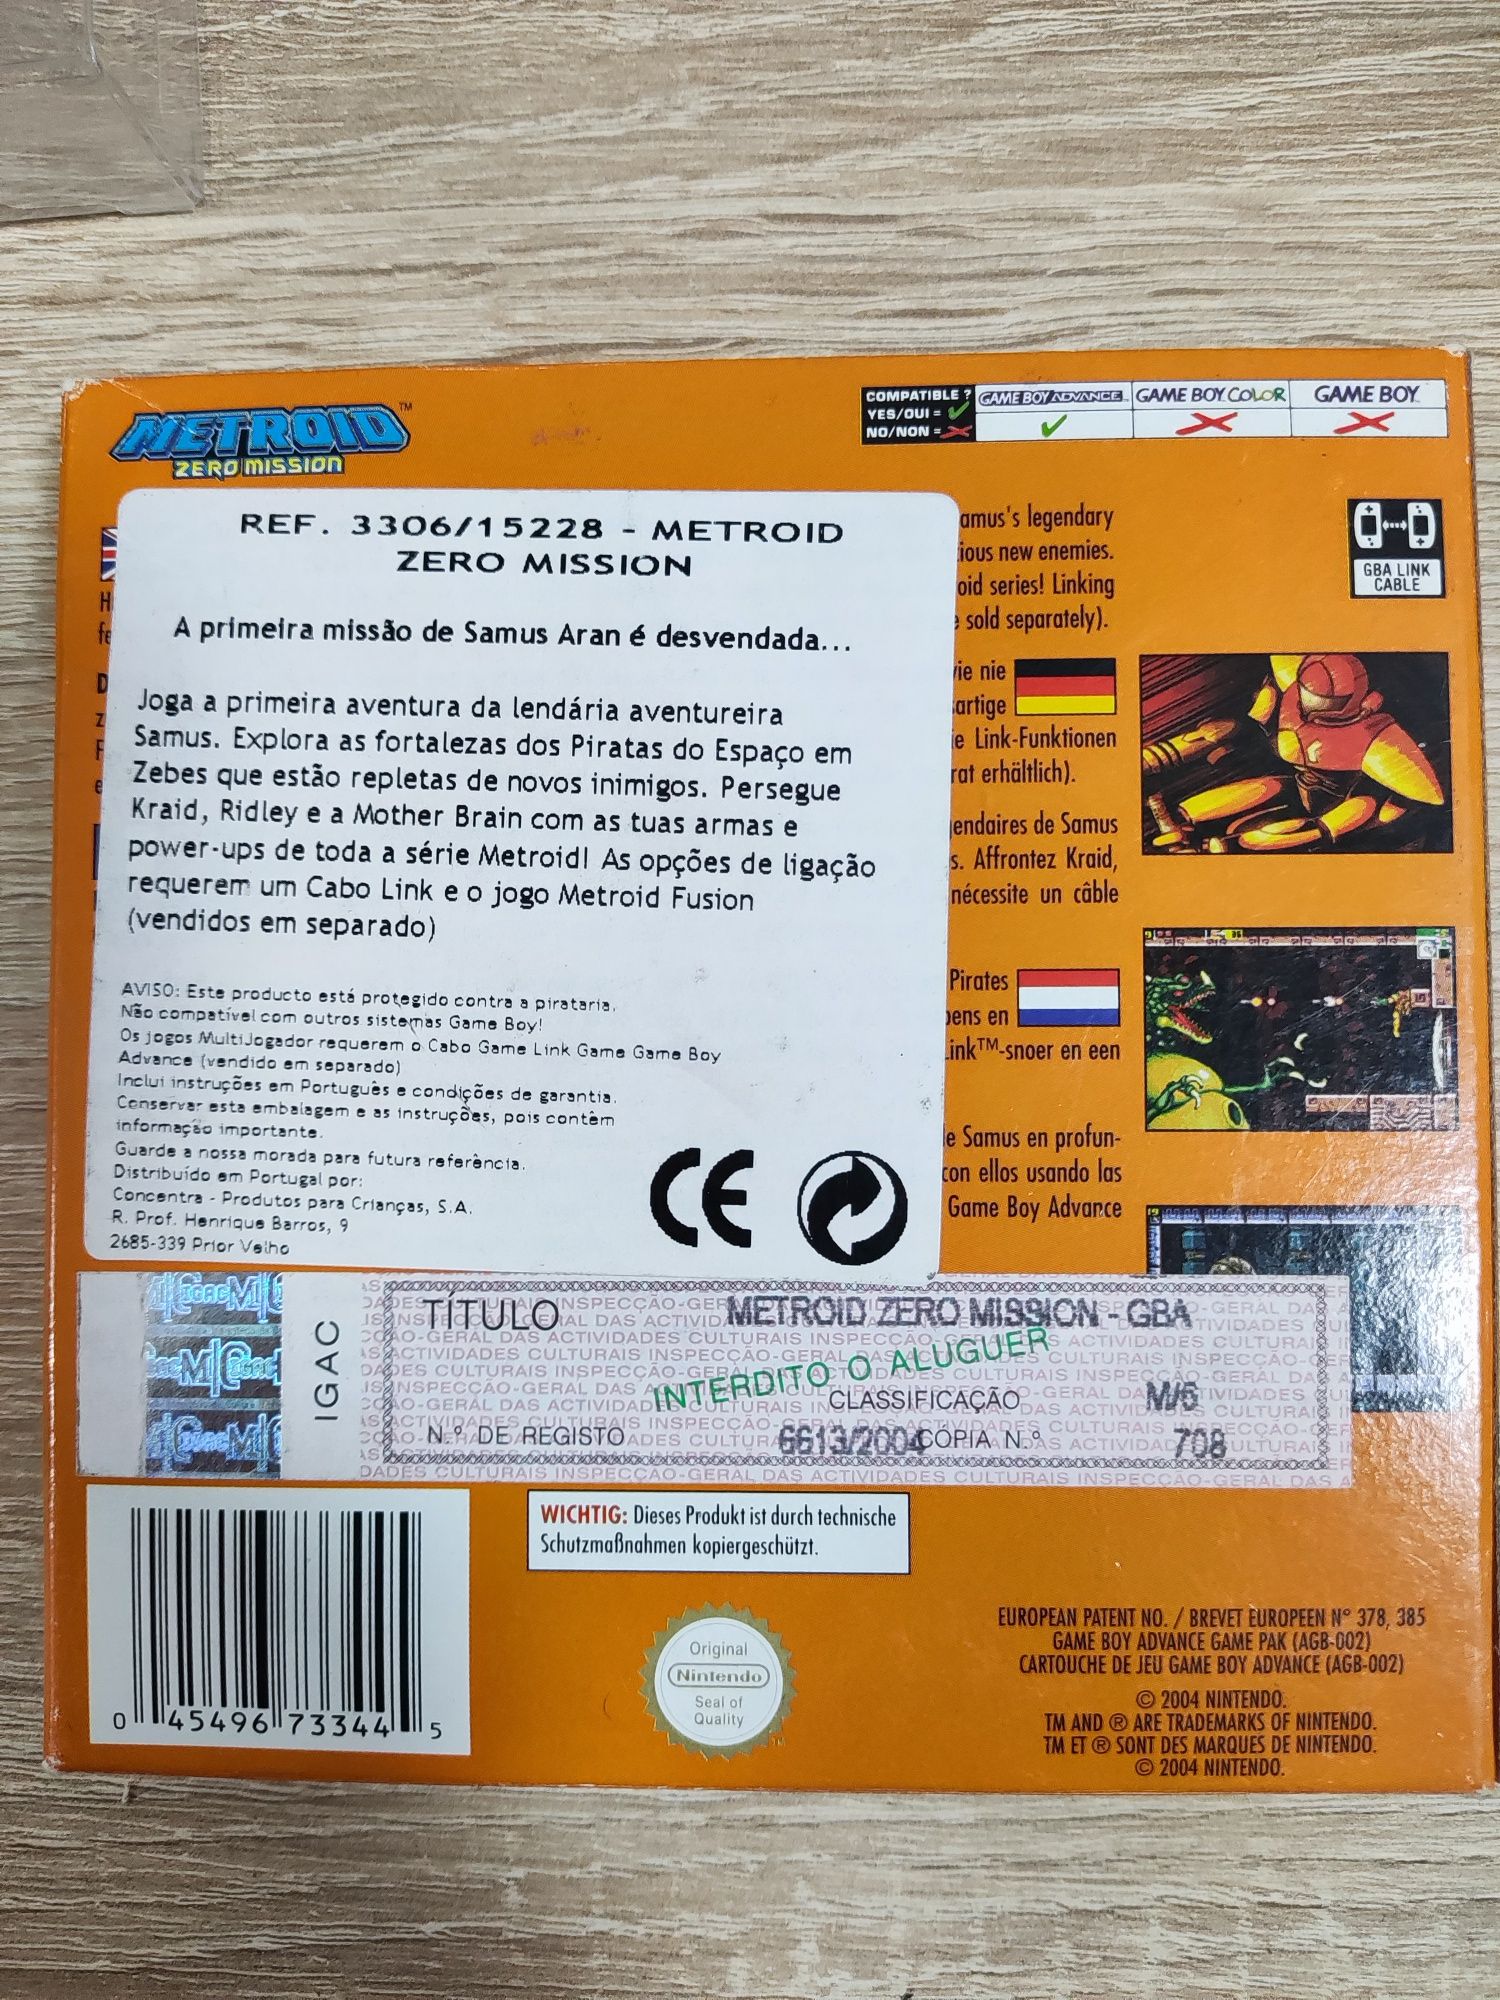 METROID™
ZERO MISSION
COMPATIBLE ?
YES/OUI =
NO/NON =
GAME BOY ADVANCE
GAME BOY COLOR
GAME BOY
REF. 3306/15228 - METROID
ZERO MISSION
A primeira missão de Samus Aran é desvendada...
Joga a primeira aventura da lendária aventureira
Samus. Explora as fortalezas dos Piratas do Espaço em
Zebes que estão repletas de novos inimigos. Persegue
Kraid, Ridley e a Mother Brain com as tuas armas e
power-ups de toda a série Metroid! As opções de ligação
requerem um Cabo Link e o jogo Metroid Fusion
(vendidos em separado)
AVISO: Este producto está protegido contra a pirataria.
Não compatível com outros sistemas Game Boy!
Os jogos MultiJogador requerem o Cabo Game Link Game Game Boy
Advance (vendido em separado)
Inclui instruções em Português e condições de garantia.
Conservar esta embalagem e as instruções, pois contêm
informação importante.
Guarde a nossa morada para futura referência.
Distribuído em Portugal por:
Concentra - Produtos para Crianças, S.A.
R. Prof. Henrique Barros, 9
2685-339 Prior Velho
CE
amus's legendary
ious new enemies.
oid series! Linking
sold separately).
GBA LINK
CABLE
ie nie
artige
e Link-Funktionen
rat erhältlich).
endaires de Samus
s. Affrontez Kraid,
nécessite un câble
Pirates
ens en
ink™-snoer en een
e Samus en profun-
con ellos usando las
Game Boy Advance
IGAC
TÍTULO METROID ZERO MISSION - GBA
INTERDITO O ALUGUER
CLASSIFICAÇÃO M/6
N.º DE REGISTO 6613/2004 CÓPIA N.º 708
WICHTIG: Dieses Produkt ist durch technische
Schutzmaßnahmen kopiergeschützt.
0 45496 73344 5
Original
Nintendo
Seal of
Quality
EUROPEAN PATENT NO. / BREVET EUROPEEN N° 378, 385
GAME BOY ADVANCE GAME PAK (AGB-002)
CARTOUCHE DE JEU GAME BOY ADVANCE (AGB-002)
© 2004 NINTENDO.
TM AND ® ARE TRADEMARKS OF NINTENDO.
TM ET ® SONT DES MARQUES DE NINTENDO.
© 2004 NINTENDO.